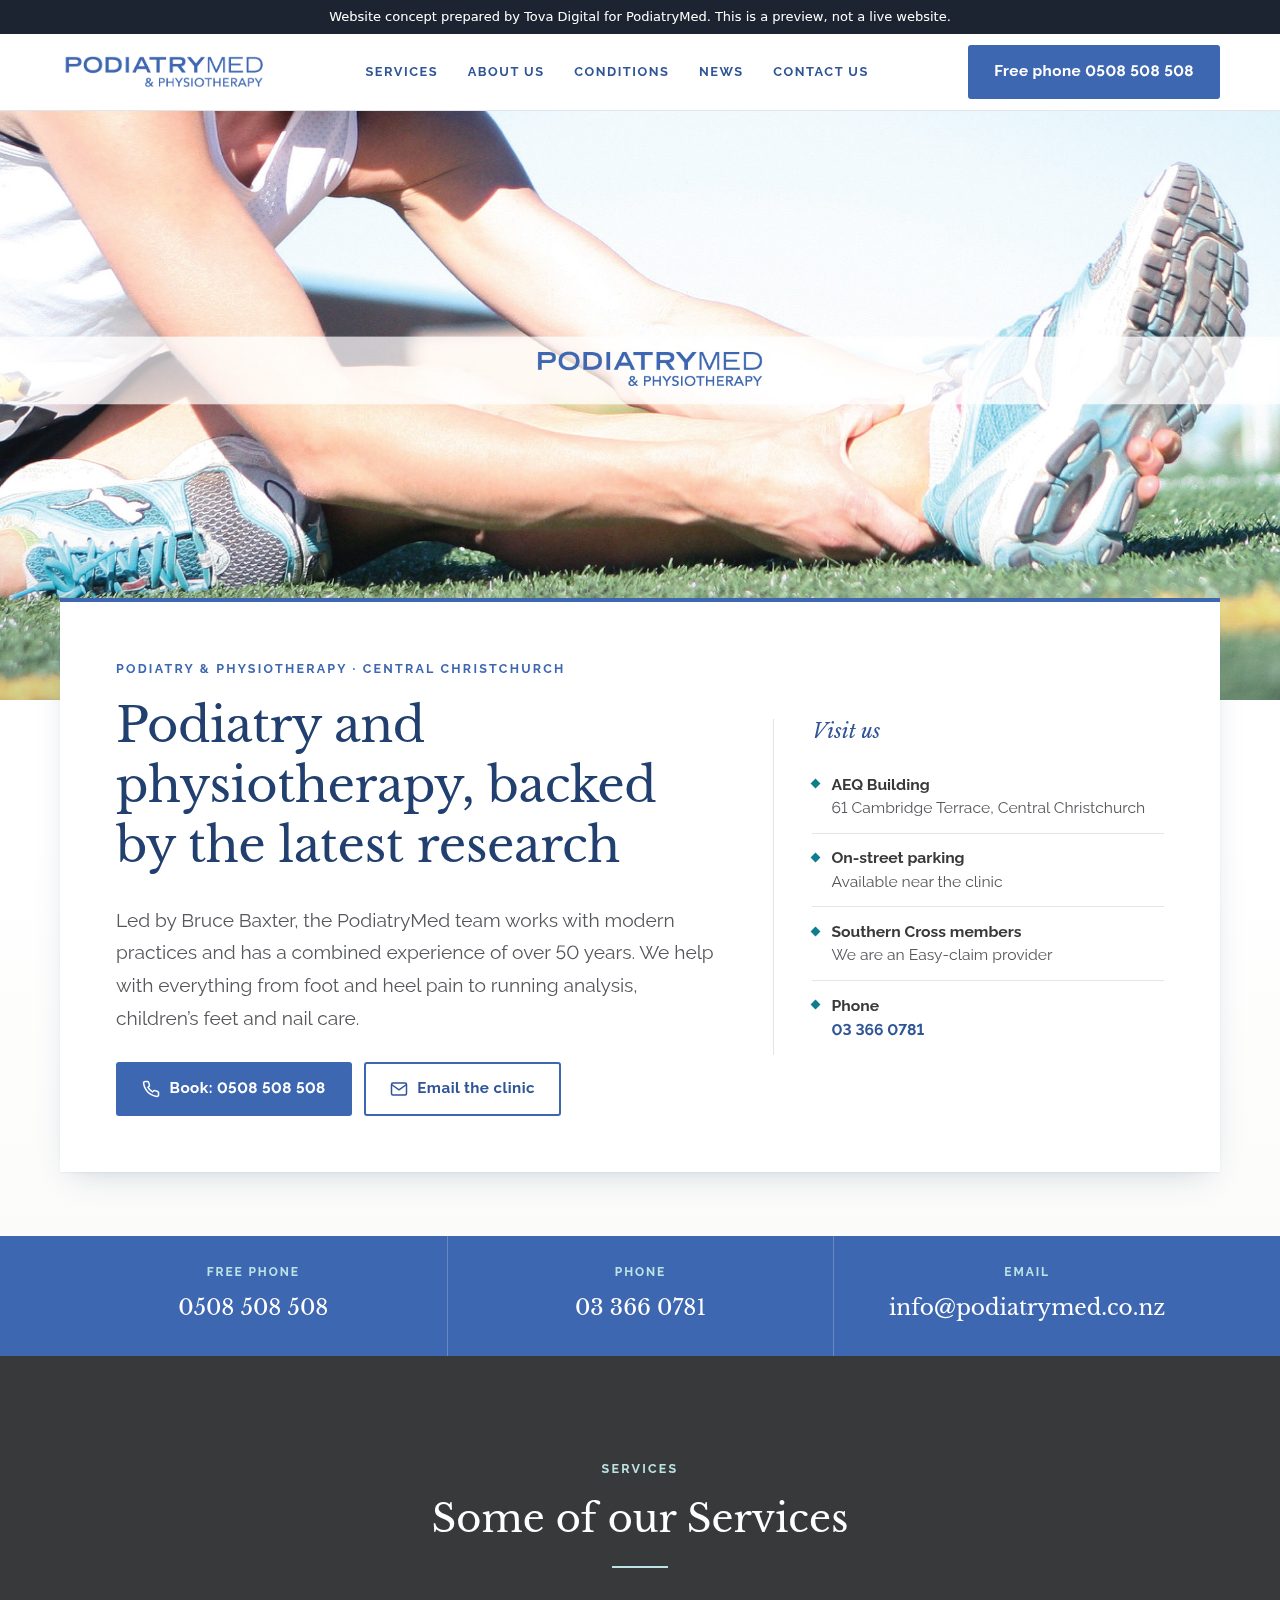 Website concept prepared by Tova Digital for PodiatryMed. This is a preview, not a live website.
PODIATRYMED
& PHYSIOTHERAPY
SERVICES
ABOUT US
CONDITIONS
NEWS
CONTACT US
Free phone 0508 508 508
PODIATRYMED
& PHYSIOTHERAPY
PODIATRY & PHYSIOTHERAPY · CENTRAL CHRISTCHURCH
Podiatry and
physiotherapy, backed
by the latest research
Led by Bruce Baxter, the PodiatryMed team works with modern
practices and has a combined experience of over 50 years. We help
with everything from foot and heel pain to running analysis,
children’s feet and nail care.
Book: 0508 508 508
Email the clinic
Visit us
AEQ Building
61 Cambridge Terrace, Central Christchurch
On-street parking
Available near the clinic
Southern Cross members
We are an Easy-claim provider
Phone
03 366 0781
FREE PHONE
0508 508 508
PHONE
03 366 0781
EMAIL
info@podiatrymed.co.nz
SERVICES
Some of our Services